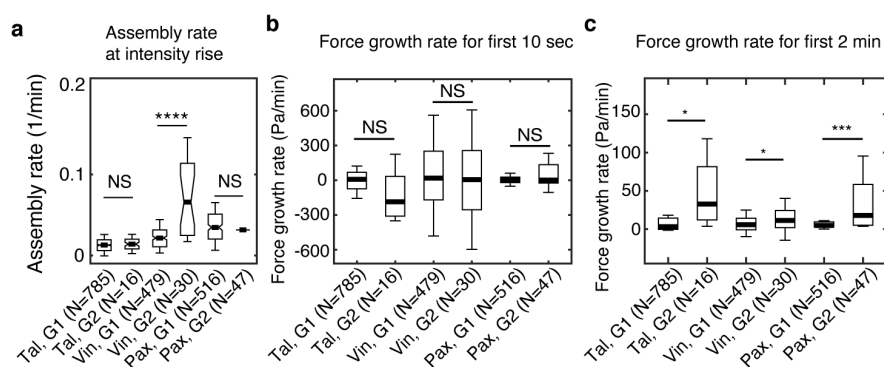 a
Assembly rate
at intensity rise
Assembly rate (1/min)
0.2
0.1
0
NS
****
NS
Tal, G1 (N=785)
Tal, G2 (N=16)
Vin, G1 (N=479)
Vin, G2 (N=30)
Pax, G1 (N=516)
Pax, G2 (N=47)
b
Force growth rate for first 10 sec
Force growth rate (Pa/min)
600
300
0
-300
-600
NS
NS
NS
Tal, G1 (N=785)
Tal, G2 (N=16)
Vin, G1 (N=479)
Vin, G2 (N=30)
Pax, G1 (N=516)
Pax, G2 (N=47)
c
Force growth rate for first 2 min
Force growth rate (Pa/min)
150
100
50
0
*
*
***
Tal, G1 (N=785)
Tal, G2 (N=16)
Vin, G1 (N=479)
Vin, G2 (N=30)
Pax, G1 (N=516)
Pax, G2 (N=47)